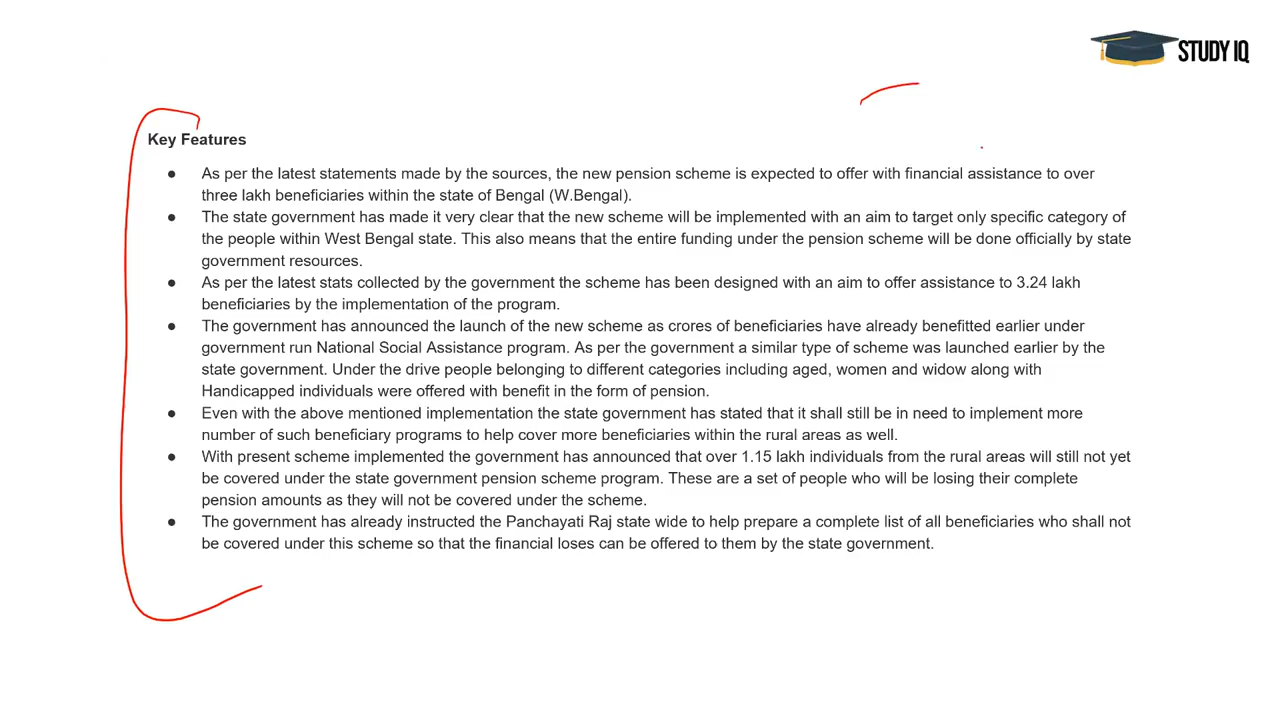 STUDY IQ
Key Features
● As per the latest statements made by the sources, the new pension scheme is expected to offer with financial assistance to over
three lakh beneficiaries within the state of Bengal (W.Bengal).
● The state government has made it very clear that the new scheme will be implemented with an aim to target only specific category of
the people within West Bengal state. This also means that the entire funding under the pension scheme will be done officially by state
government resources.
● As per the latest stats collected by the government the scheme has been designed with an aim to offer assistance to 3.24 lakh
beneficiaries by the implementation of the program.
● The government has announced the launch of the new scheme as crores of beneficiaries have already benefitted earlier under
government run National Social Assistance program. As per the government a similar type of scheme was launched earlier by the
state government. Under the drive people belonging to different categories including aged, women and widow along with
Handicapped individuals were offered with benefit in the form of pension.
● Even with the above mentioned implementation the state government has stated that it shall still be in need to implement more
number of such beneficiary programs to help cover more beneficiaries within the rural areas as well.
● With present scheme implemented the government has announced that over 1.15 lakh individuals from the rural areas will still not yet
be covered under the state government pension scheme program. These are a set of people who will be losing their complete
pension amounts as they will not be covered under the scheme.
● The government has already instructed the Panchayati Raj state wide to help prepare a complete list of all beneficiaries who shall not
be covered under this scheme so that the financial loses can be offered to them by the state government.